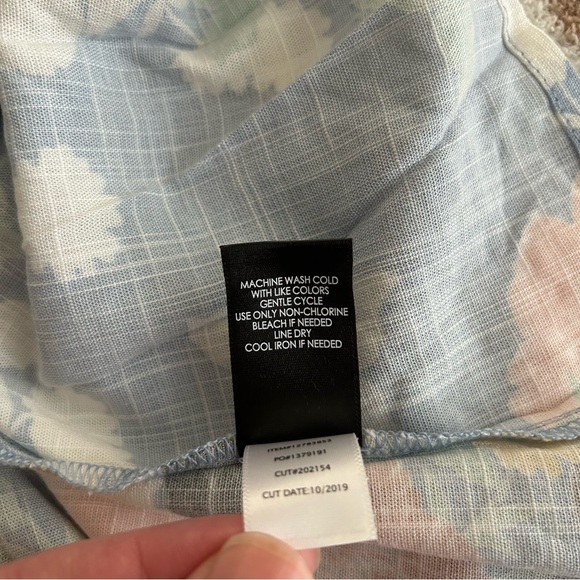 MACHINE WASH COLD
WITH LIKE COLORS
GENTLE CYCLE
USE ONLY NON-CHLORINE
BLEACH IF NEEDED
LINE DRY
COOL IRON IF NEEDED
PO#1379191
CUT#202154
CUT DATE:10/2019